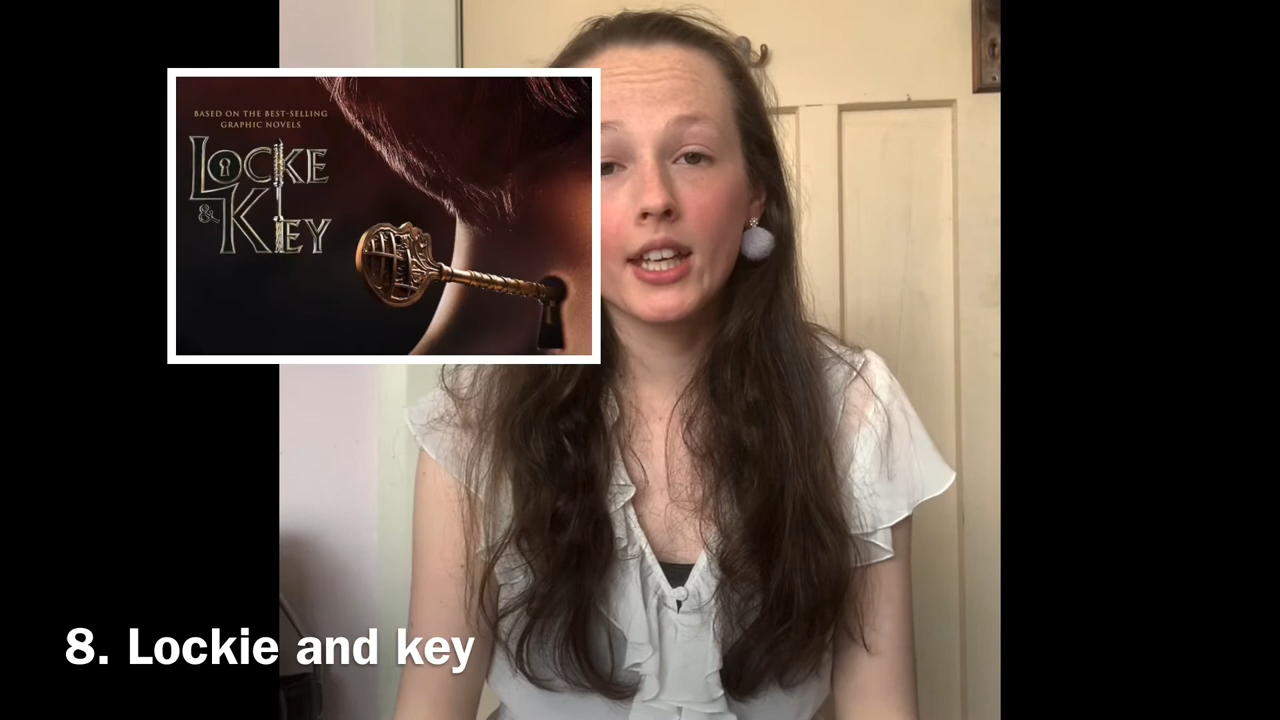 BASED ON THE BEST-SELLING
GRAPHIC NOVELS
LOCKE
& KEY
8. Lockie and key